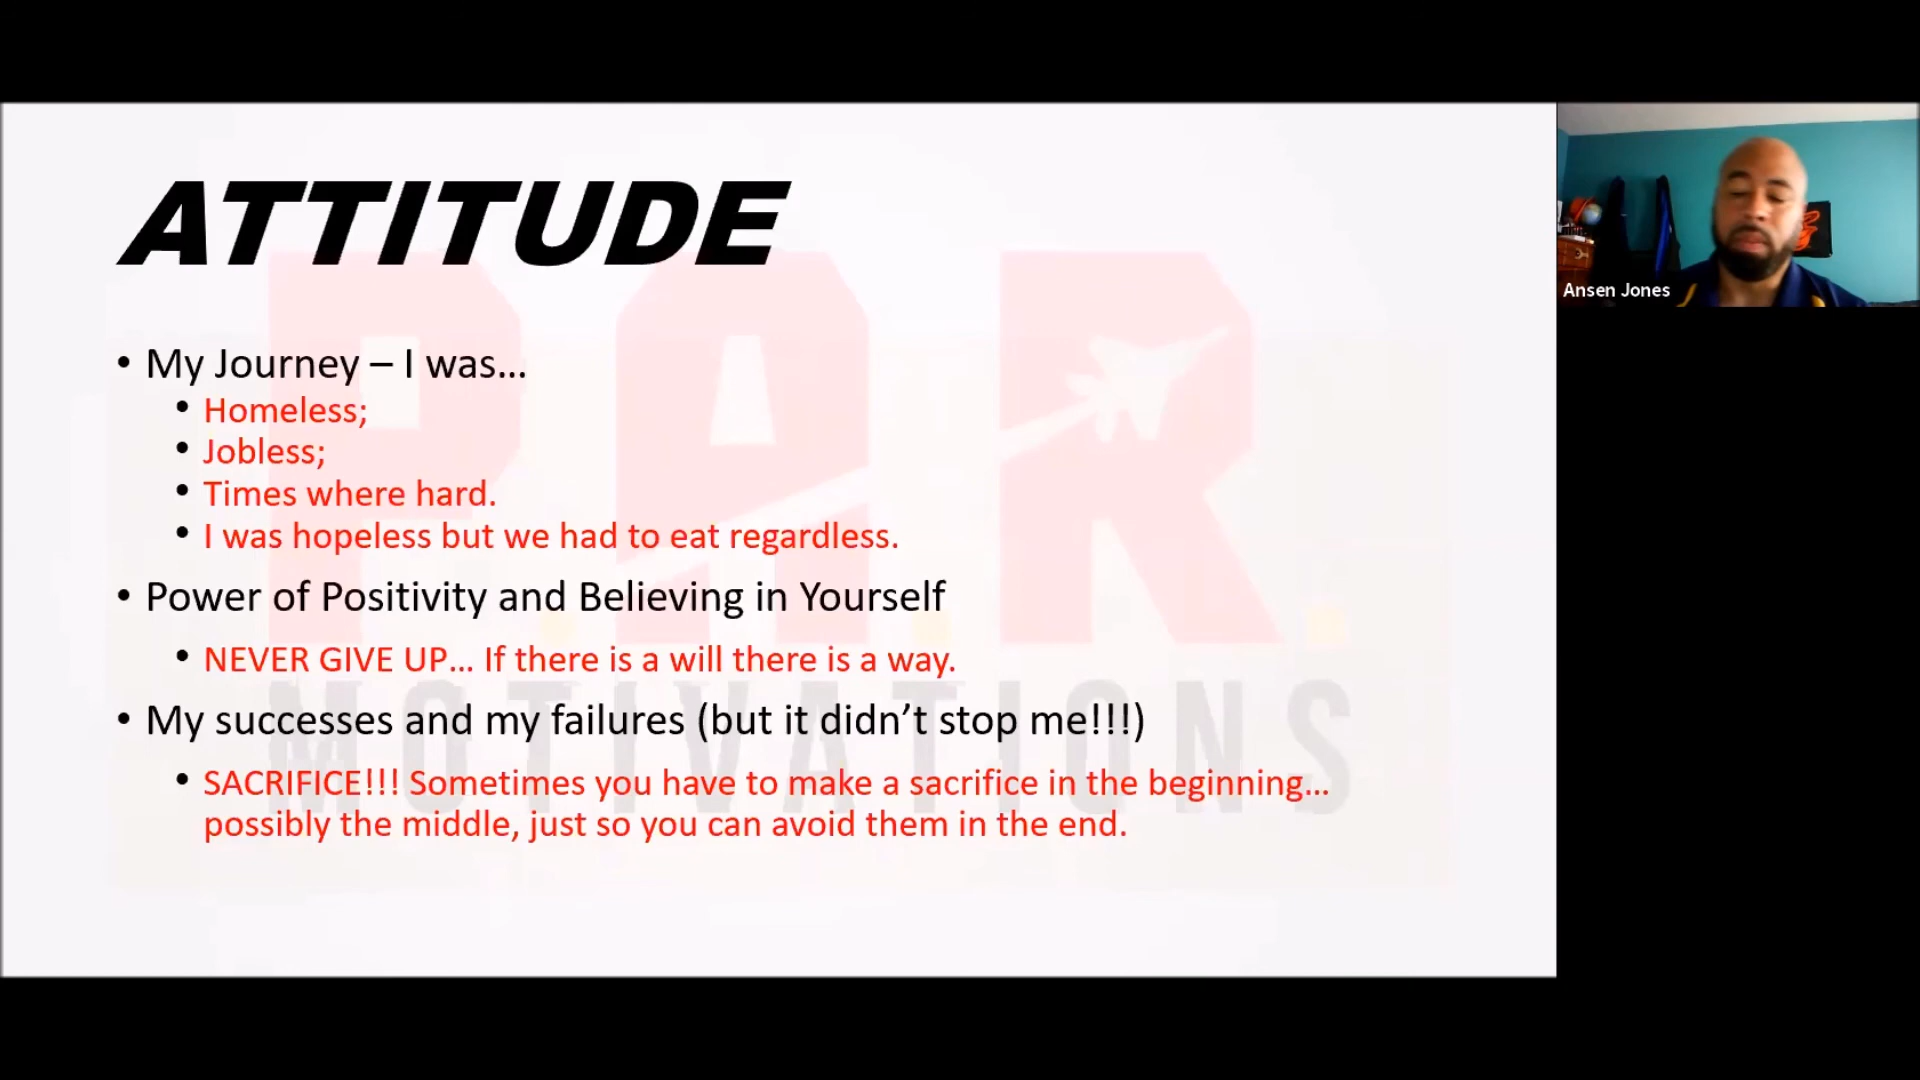 ATTITUDE
• My Journey – I was…
• Homeless;
• Jobless;
• Times where hard.
• I was hopeless but we had to eat regardless.
• Power of Positivity and Believing in Yourself
• NEVER GIVE UP… If there is a will there is a way.
• My successes and my failures (but it didn’t stop me!!!)
• SACRIFICE!!! Sometimes you have to make a sacrifice in the beginning…
possibly the middle, just so you can avoid them in the end.
P.A.R.
MOTIVATIONS
Ansen Jones